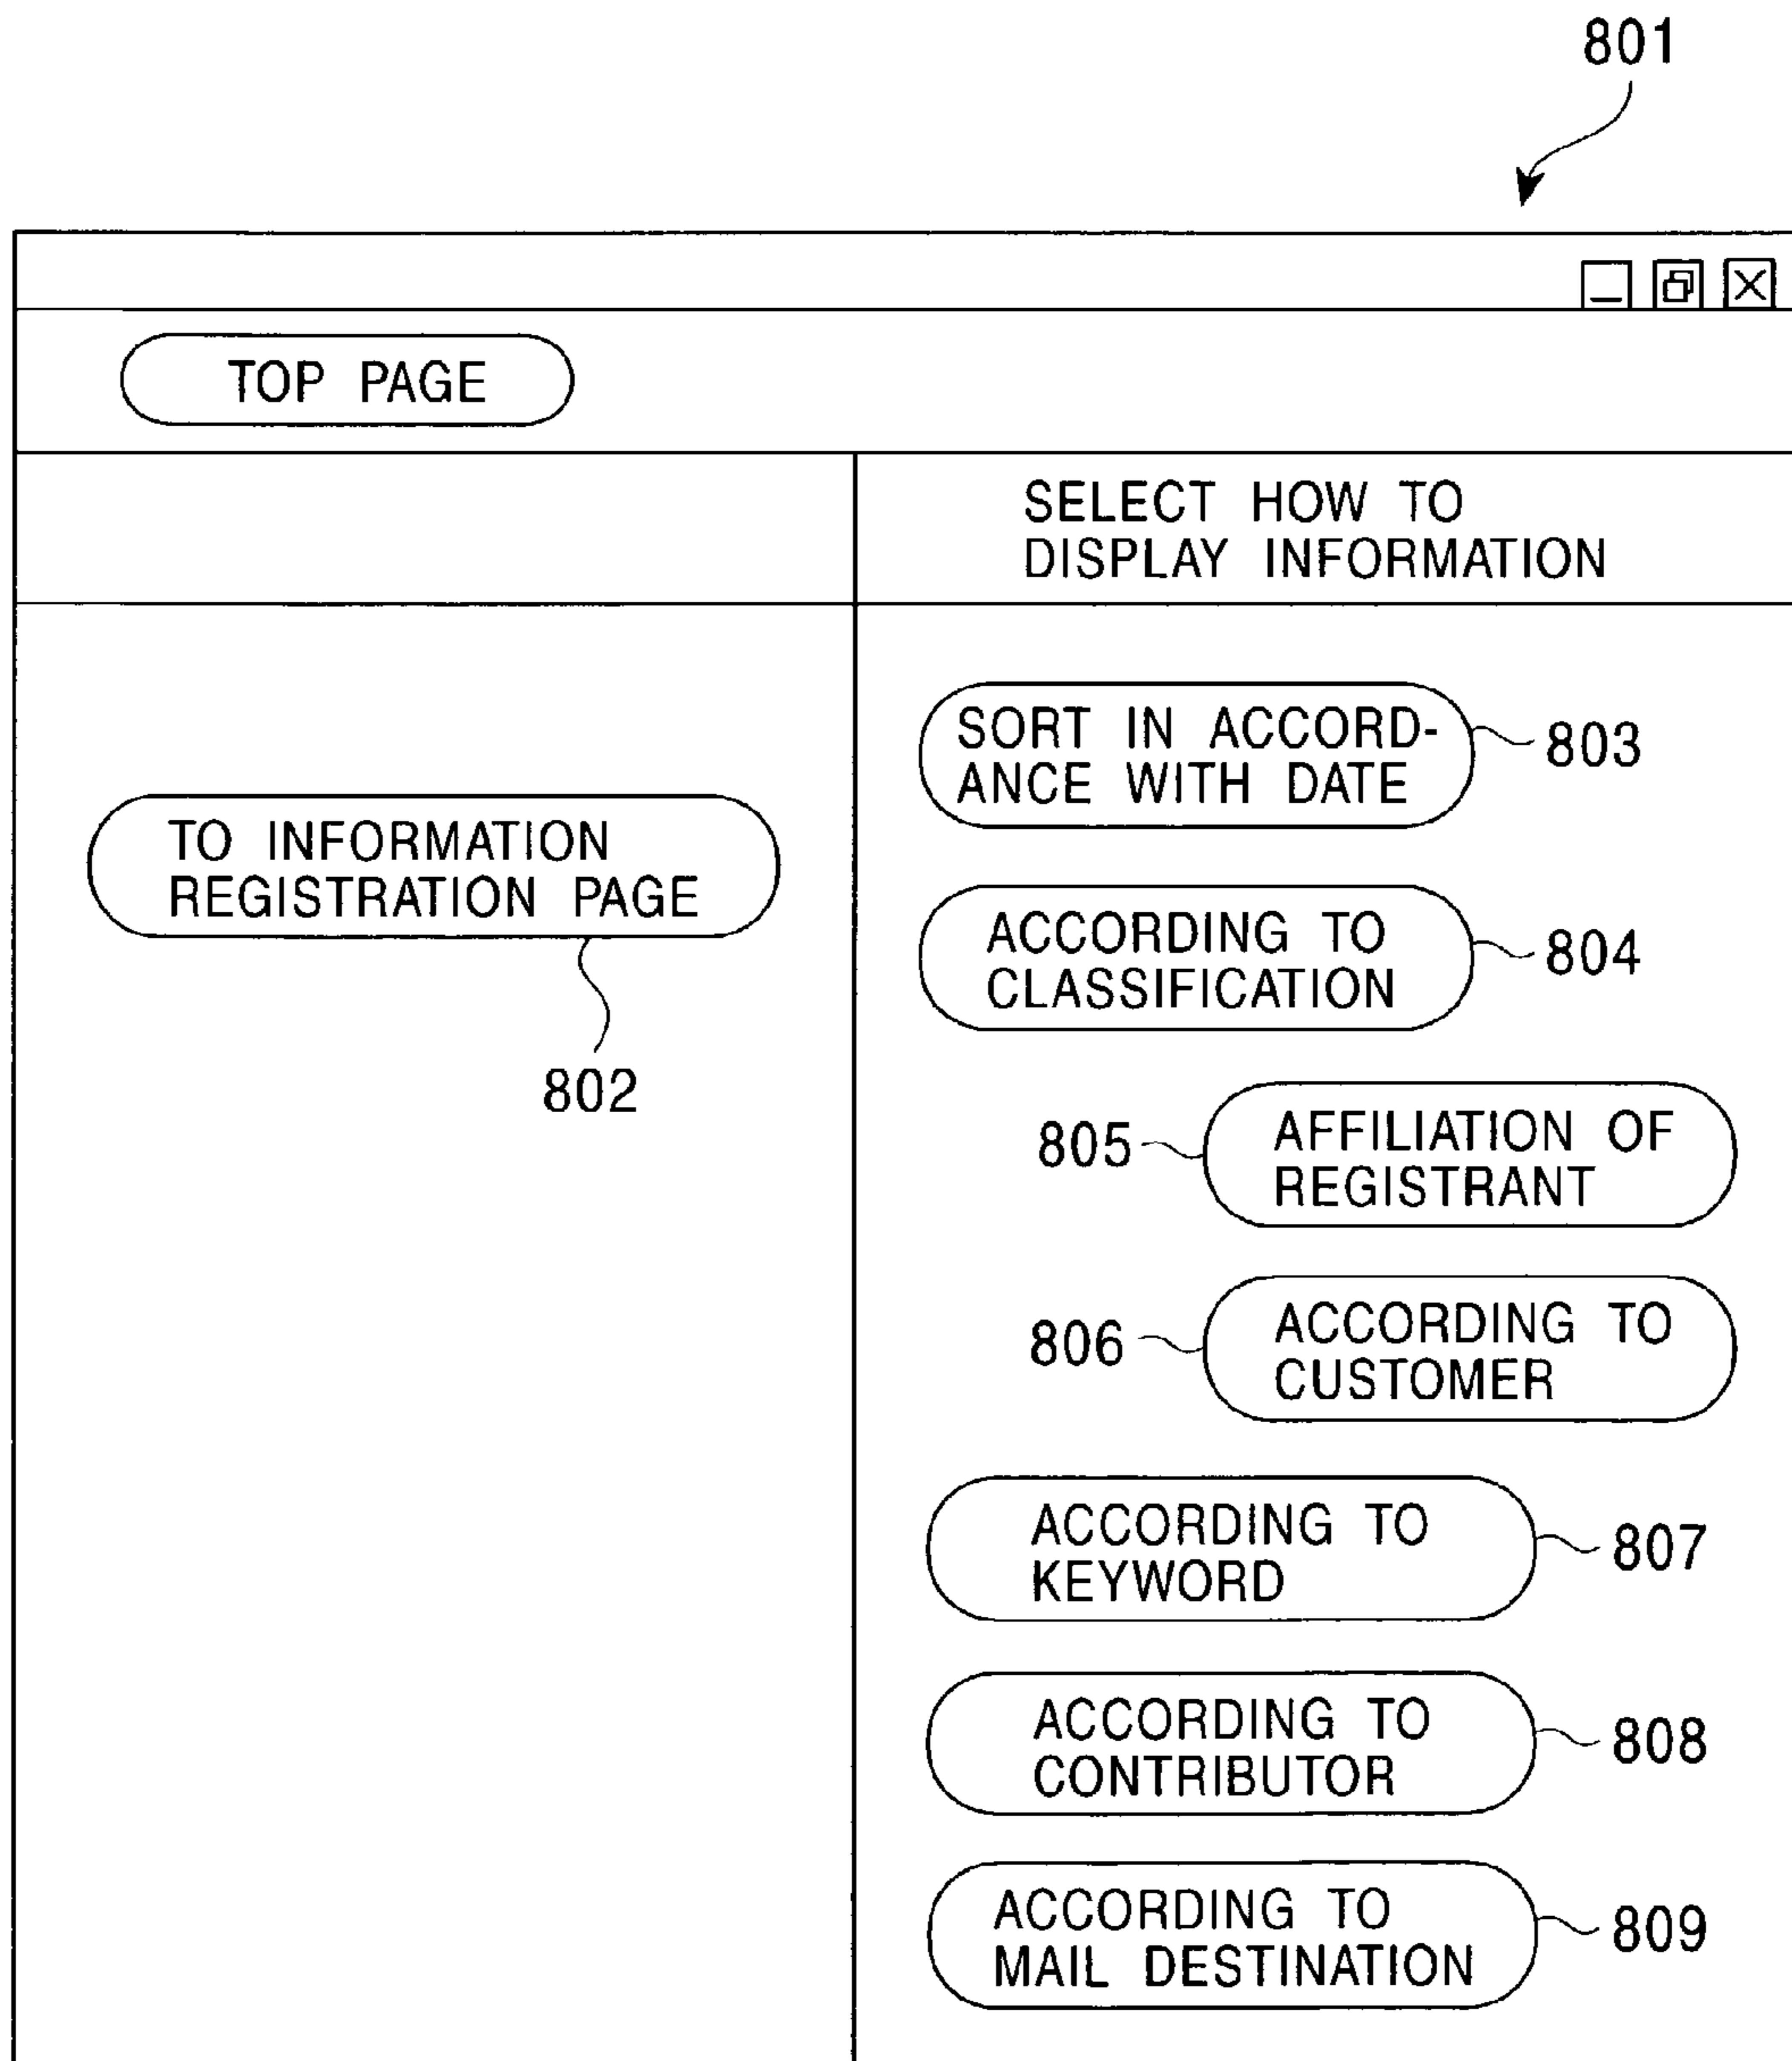 801
TOP PAGE
SELECT HOW TO
DISPLAY INFORMATION
TO INFORMATION
REGISTRATION PAGE
802
SORT IN ACCORD-
ANCE WITH DATE
803
ACCORDING TO
CLASSIFICATION
804
805
AFFILIATION OF
REGISTRANT
806
ACCORDING TO
CUSTOMER
ACCORDING TO
KEYWORD
807
ACCORDING TO
CONTRIBUTOR
808
ACCORDING TO
MAIL DESTINATION
809